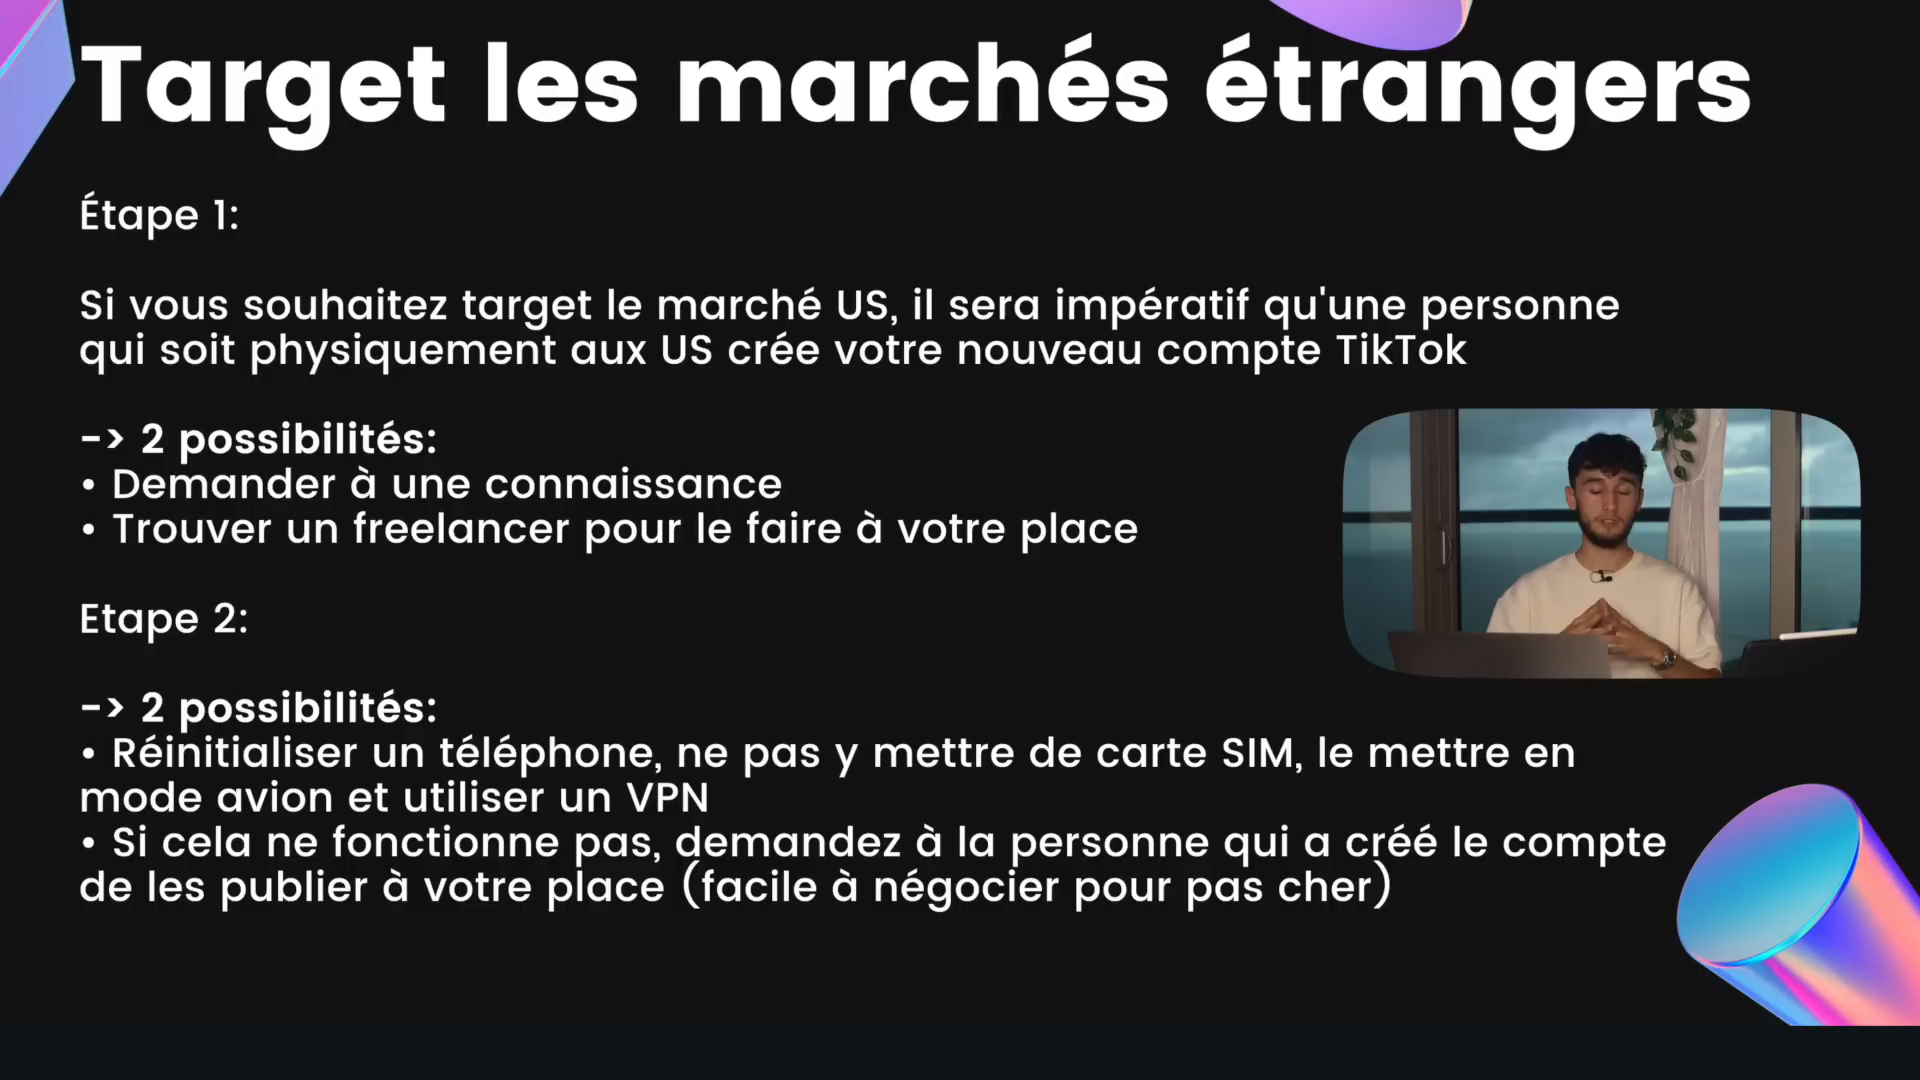 Target les marchés étrangers
Étape 1:
Si vous souhaitez target le marché US, il sera impératif qu'une personne
qui soit physiquement aux US crée votre nouveau compte TikTok
-> 2 possibilités:
• Demander à une connaissance
• Trouver un freelancer pour le faire à votre place
Etape 2:
-> 2 possibilités:
• Réinitialiser un téléphone, ne pas y mettre de carte SIM, le mettre en
mode avion et utiliser un VPN
• Si cela ne fonctionne pas, demandez à la personne qui a créé le compte
de les publier à votre place (facile à négocier pour pas cher)